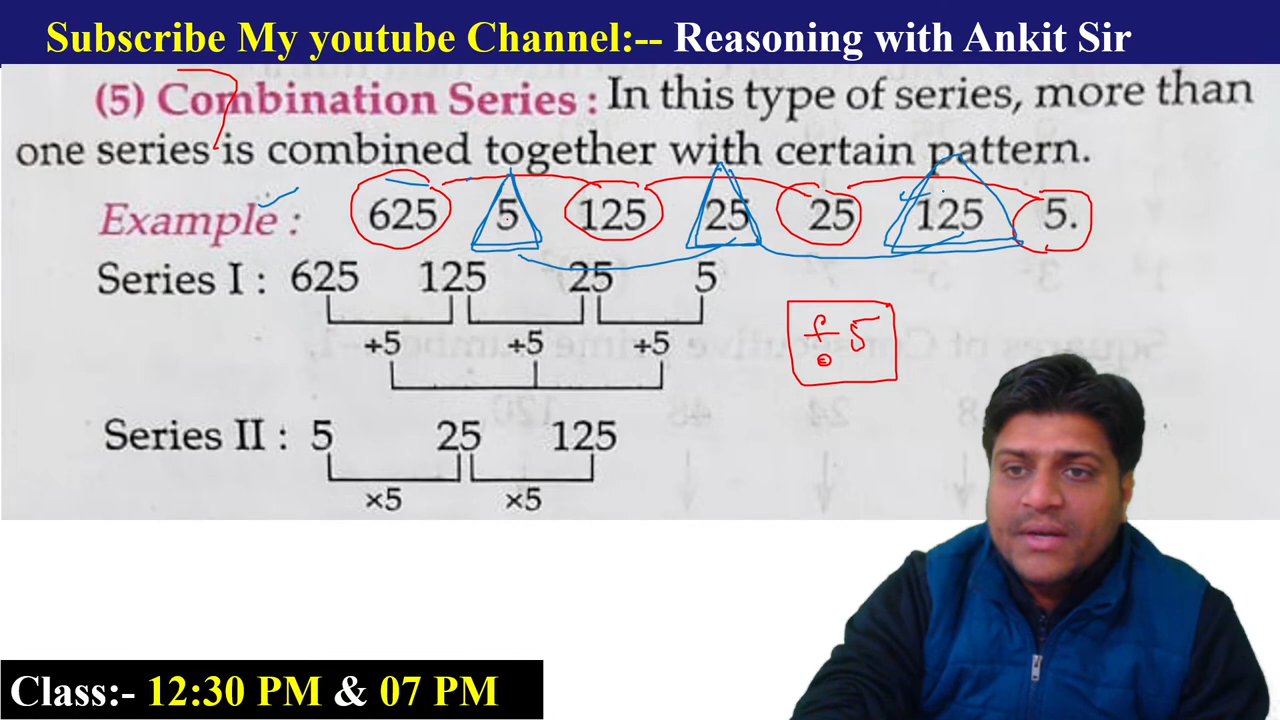 Subscribe My youtube Channel:-- Reasoning with Ankit Sir
(5) Combination Series : In this type of series, more than
one series is combined together with certain pattern.
Example : 625 5 125 25 25 125 5.
Series I : 625 125 25 5
÷5 ÷5 ÷5
÷5
Series II : 5 25 125
×5 ×5
Class:- 12:30 PM & 07 PM